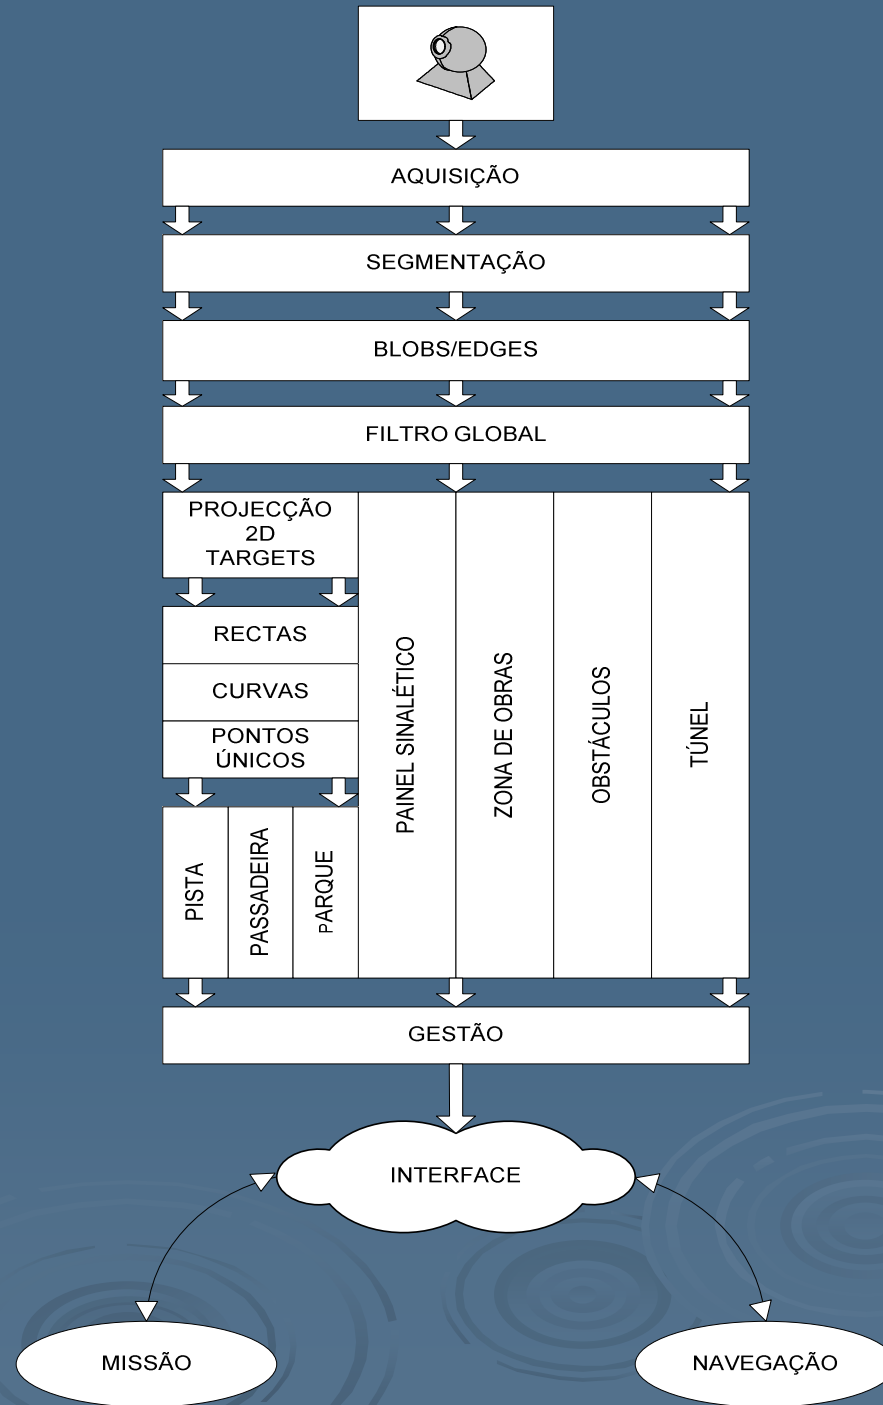 AQUISIÇÃO
SEGMENTAÇÃO
BLOBS/EDGES
FILTRO GLOBAL
PROJECÇÃO
2D
TARGETS
RECTAS
CURVAS
PONTOS
ÚNICOS
PISTA
PASSADEIRA
PARQUE
PAINEL SINALÉTICO
ZONA DE OBRAS
OBSTÁCULOS
TÚNEL
GESTÃO
INTERFACE
MISSÃO
NAVEGAÇÃO